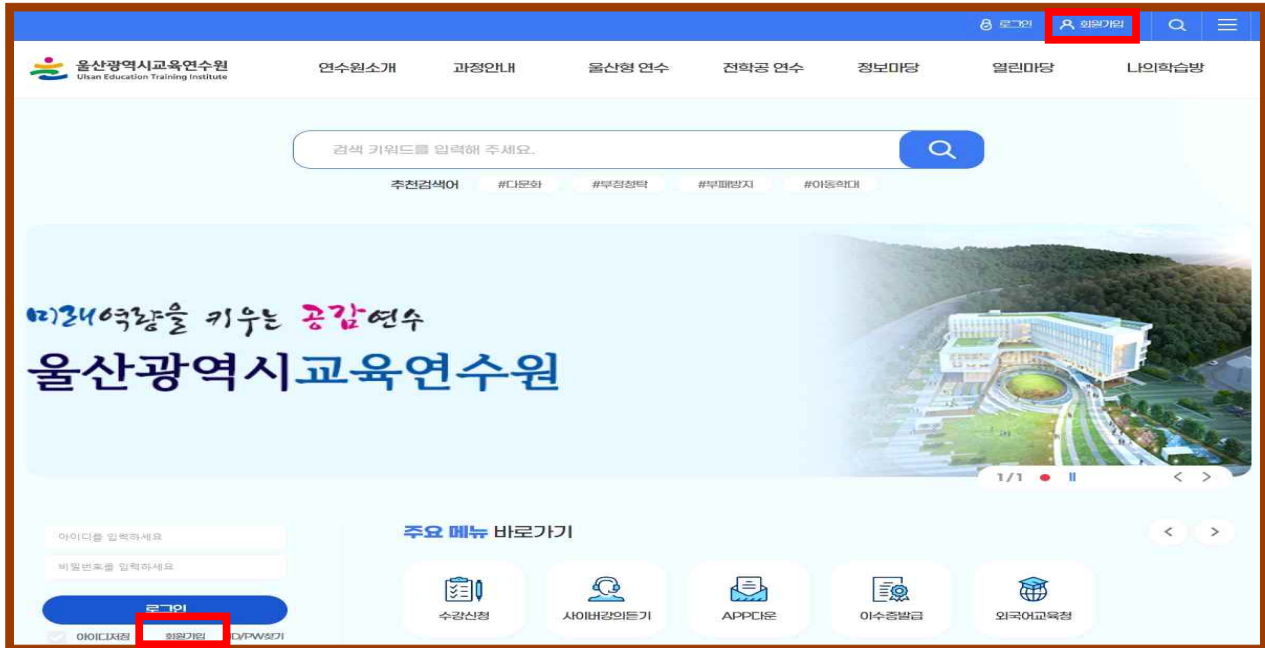 로그인 회원가입
울산광역시교육연수원
Ulsan Education Training Institute
연수원소개 과정안내 울산형 연수 전학공 연수 정보마당 열린마당 나의학습방
검색 키워드를 입력해 주세요.
추천검색어 #다문화 #부정청탁 #부패방지 #아동학대
미래역량을 키우는 공감연수
울산광역시교육연수원
1/1
주요 메뉴 바로가기
아이디를 입력하세요
비밀번호를 입력하세요
로그인
아이디저장 회원가입 ID/PW찾기
수강신청 사이버강의듣기 APP다운 이수증발급 외국어교육청